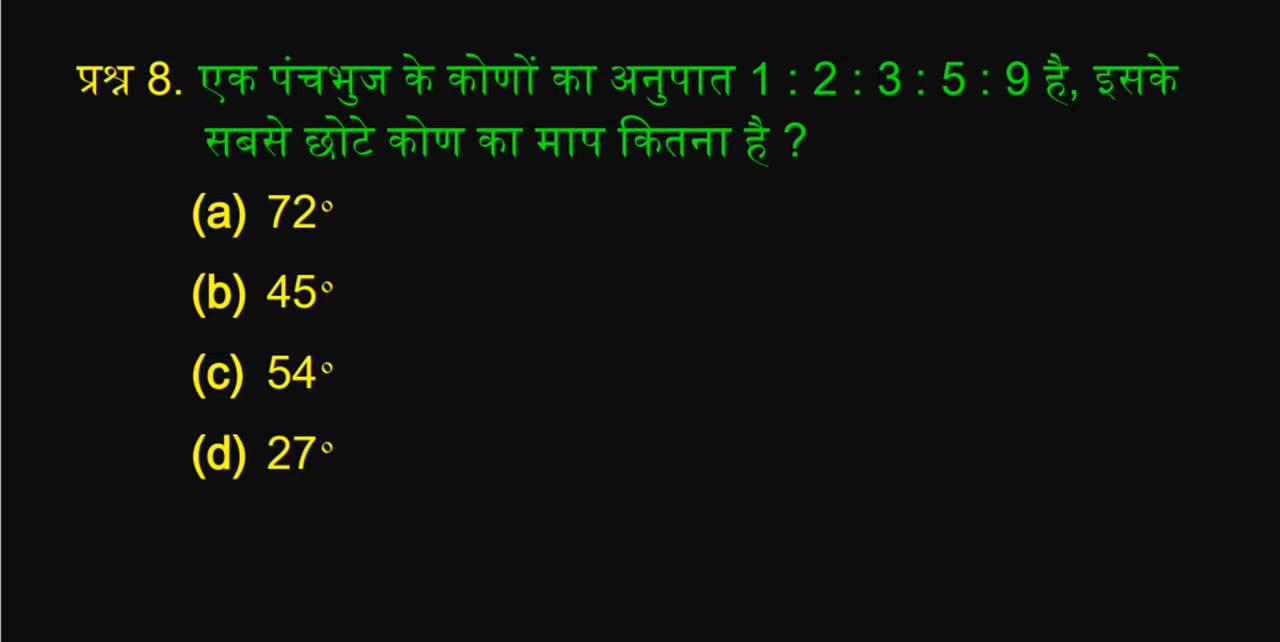 प्रश्न 8. एक पंचभुज के कोणों का अनुपात 1 : 2 : 3 : 5 : 9 है, इसके
सबसे छोटे कोण का माप कितना है ?
(a) 72°
(b) 45°
(c) 54°
(d) 27°